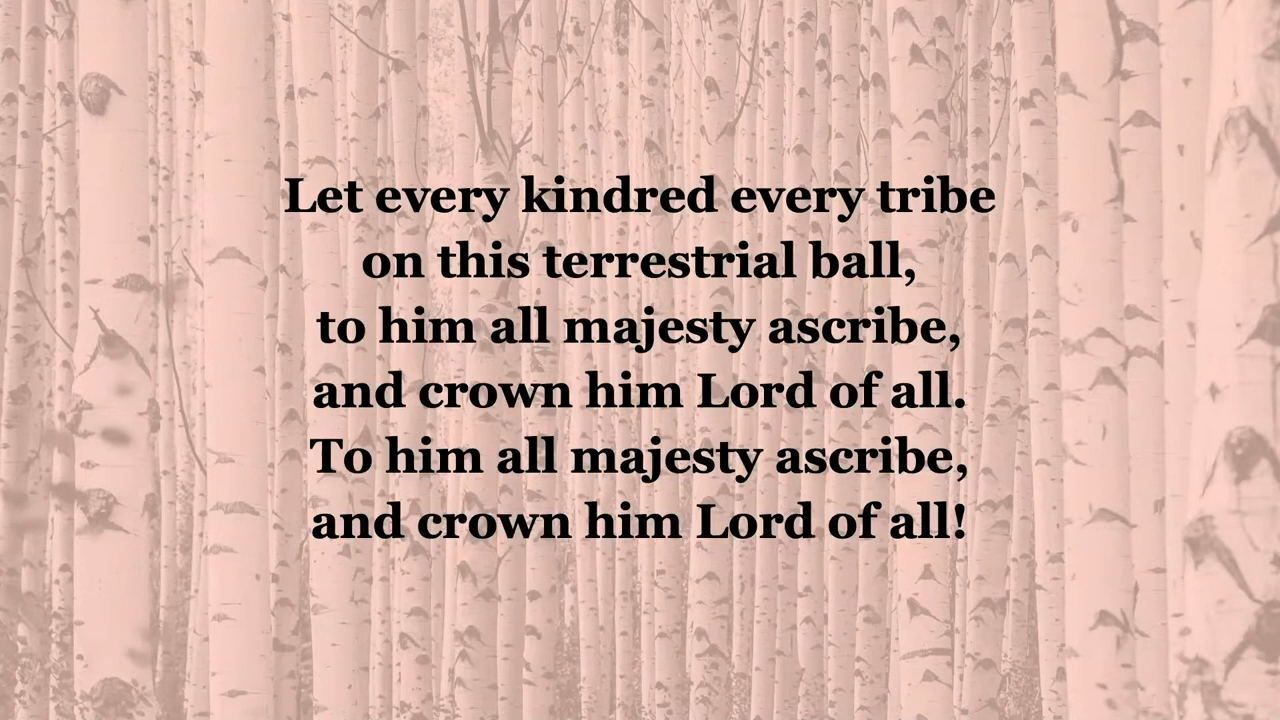 Let every kindred every tribe
on this terrestrial ball,
to him all majesty ascribe,
and crown him Lord of all.
To him all majesty ascribe,
and crown him Lord of all!